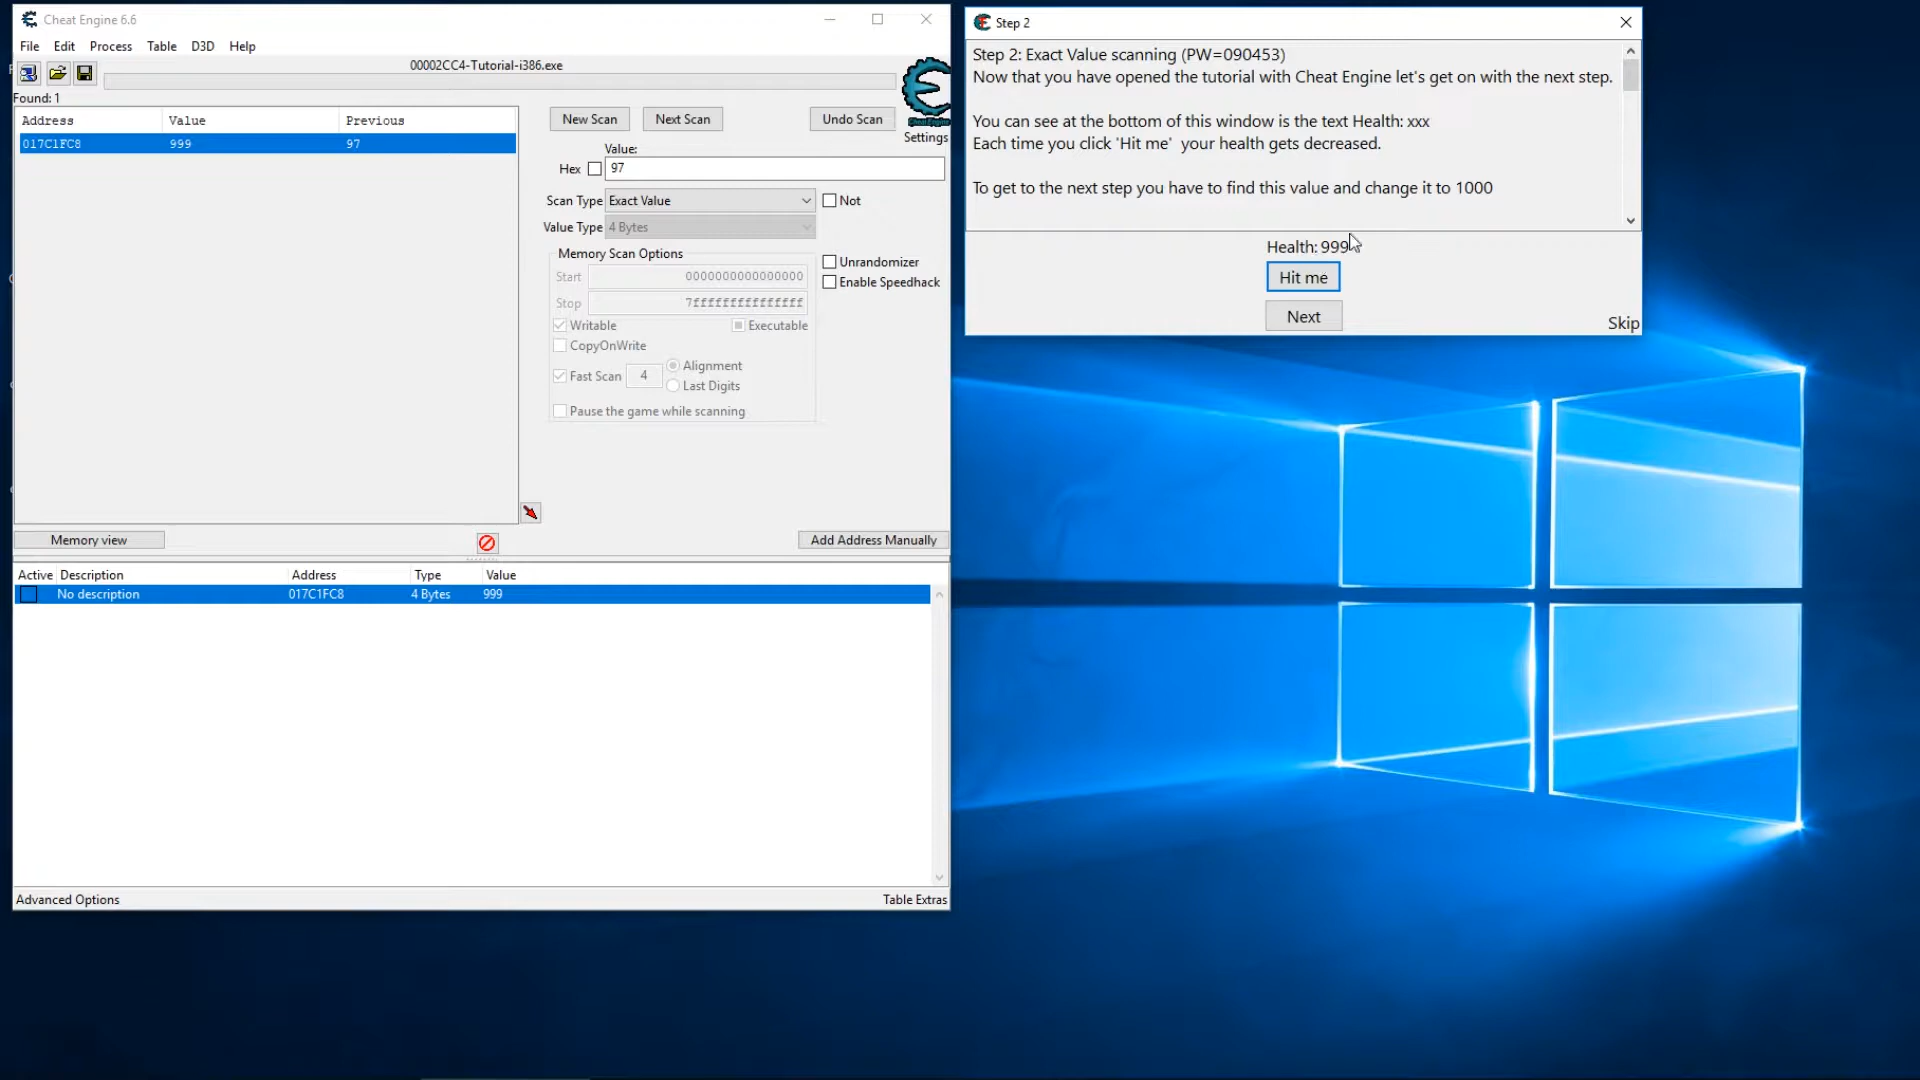 Cheat Engine 6.6
File Edit Process Table D3D Help
00002CC4-Tutorial-i386.exe
Found: 1
Address Value Previous
017C1FC8 999 97
New Scan Next Scan Undo Scan
Settings
Value:
Hex 97
Scan Type Exact Value Not
Value Type 4 Bytes
Memory Scan Options
Start 0000000000000000
Stop 7fffffffffffffff
Unrandomizer
Enable Speedhack
Writable Executable
CopyOnWrite
Fast Scan 4 Alignment
Last Digits
Pause the game while scanning
Memory view Add Address Manually
Active Description Address Type Value
No description 017C1FC8 4 Bytes 999
Advanced Options Table Extras
Step 2
Step 2: Exact Value scanning (PW=090453)
Now that you have opened the tutorial with Cheat Engine let's get on with the next step.
You can see at the bottom of this window is the text Health: xxx
Each time you click 'Hit me' your health gets decreased.
To get to the next step you have to find this value and change it to 1000
Health: 999
Hit me
Next
Skip